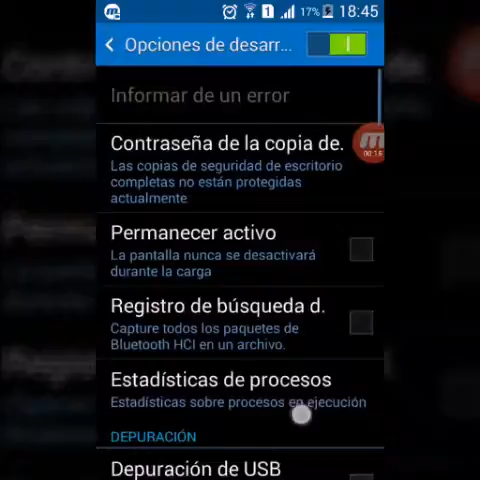 17% 18:45
Opciones de desarr...
Informar de un error
Contraseña de la copia de.
Las copias de seguridad de escritorio
completas no están protegidas
actualmente
00:14
Permanecer activo
La pantalla nunca se desactivará
durante la carga
Registro de búsqueda d.
Capture todos los paquetes de
Bluetooth HCI en un archivo.
Estadísticas de procesos
Estadísticas sobre procesos en ejecución
DEPURACIÓN
Depuración de USB